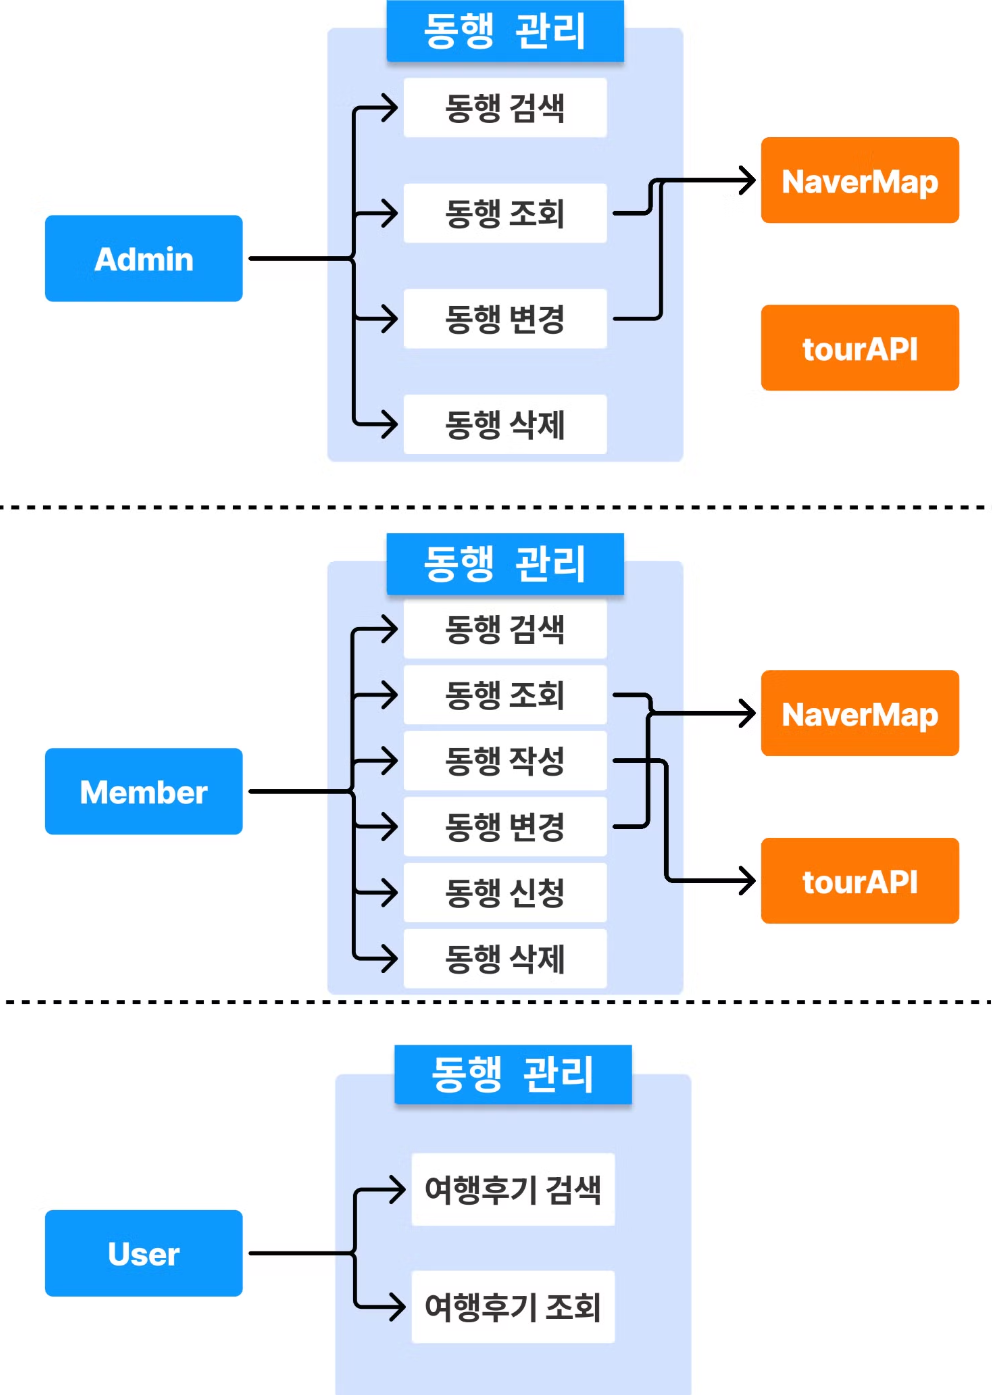 동행 관리
동행 검색
동행 조회
NaverMap
Admin
동행 변경
tourAPI
동행 삭제
동행 관리
동행 검색
동행 조회
NaverMap
동행 작성
Member
동행 변경
tourAPI
동행 신청
동행 삭제
동행 관리
여행후기 검색
User
여행후기 조회